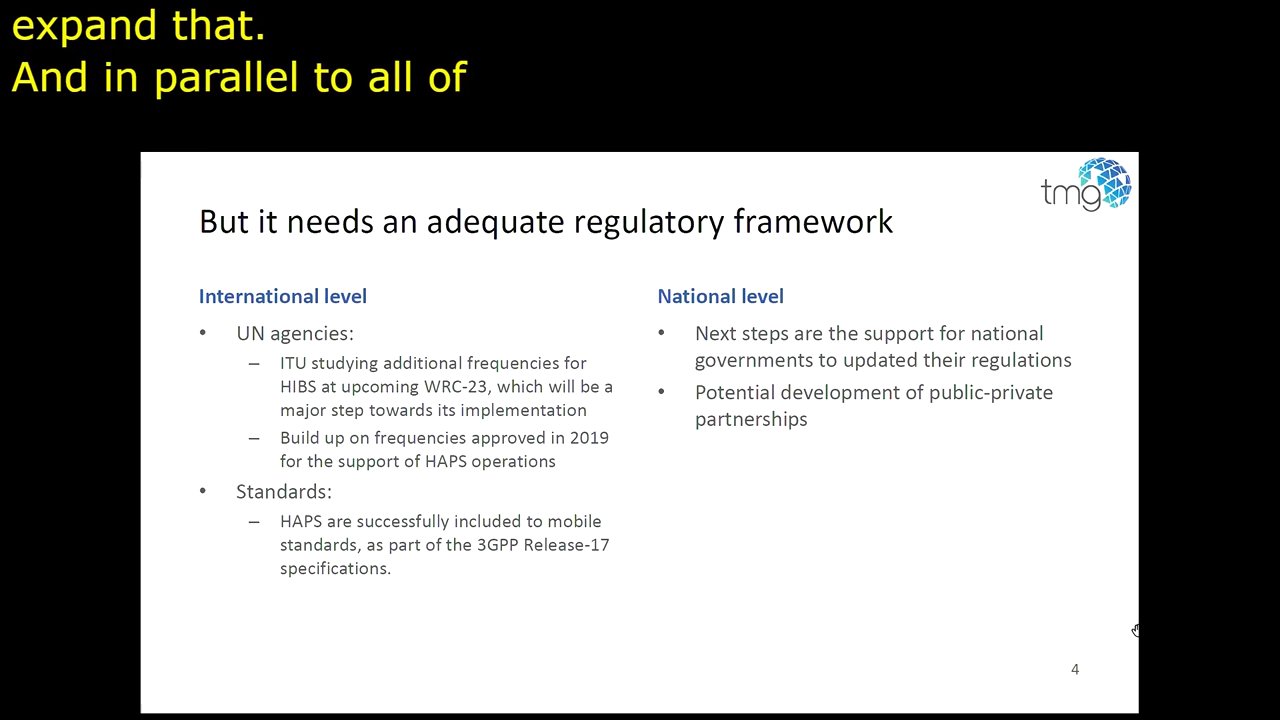 expand that.
And in parallel to all of
tmg
But it needs an adequate regulatory framework
International level
• UN agencies:
– ITU studying additional frequencies for
HIBS at upcoming WRC-23, which will be a
major step towards its implementation
– Build up on frequencies approved in 2019
for the support of HAPS operations
• Standards:
– HAPS are successfully included to mobile
standards, as part of the 3GPP Release-17
specifications.
National level
• Next steps are the support for national
governments to updated their regulations
• Potential development of public-private
partnerships
4